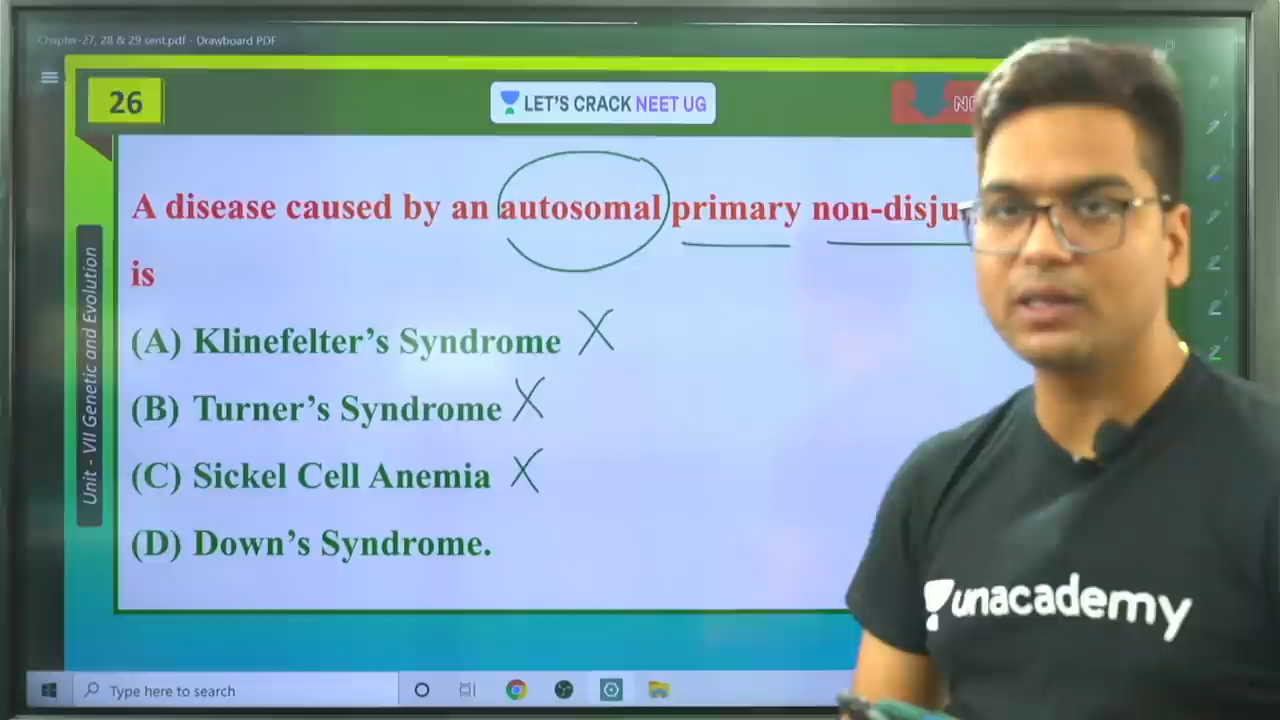 Chapter-27, 28 & 29 sent.pdf - Drawboard PDF
26
LET'S CRACK NEET UG
A disease caused by an autosomal primary non-disju
is
(A) Klinefelter's Syndrome X
(B) Turner's Syndrome X
(C) Sickel Cell Anemia X
(D) Down's Syndrome.
Unit - VII Genetic and Evolution
unacademy
Type here to search